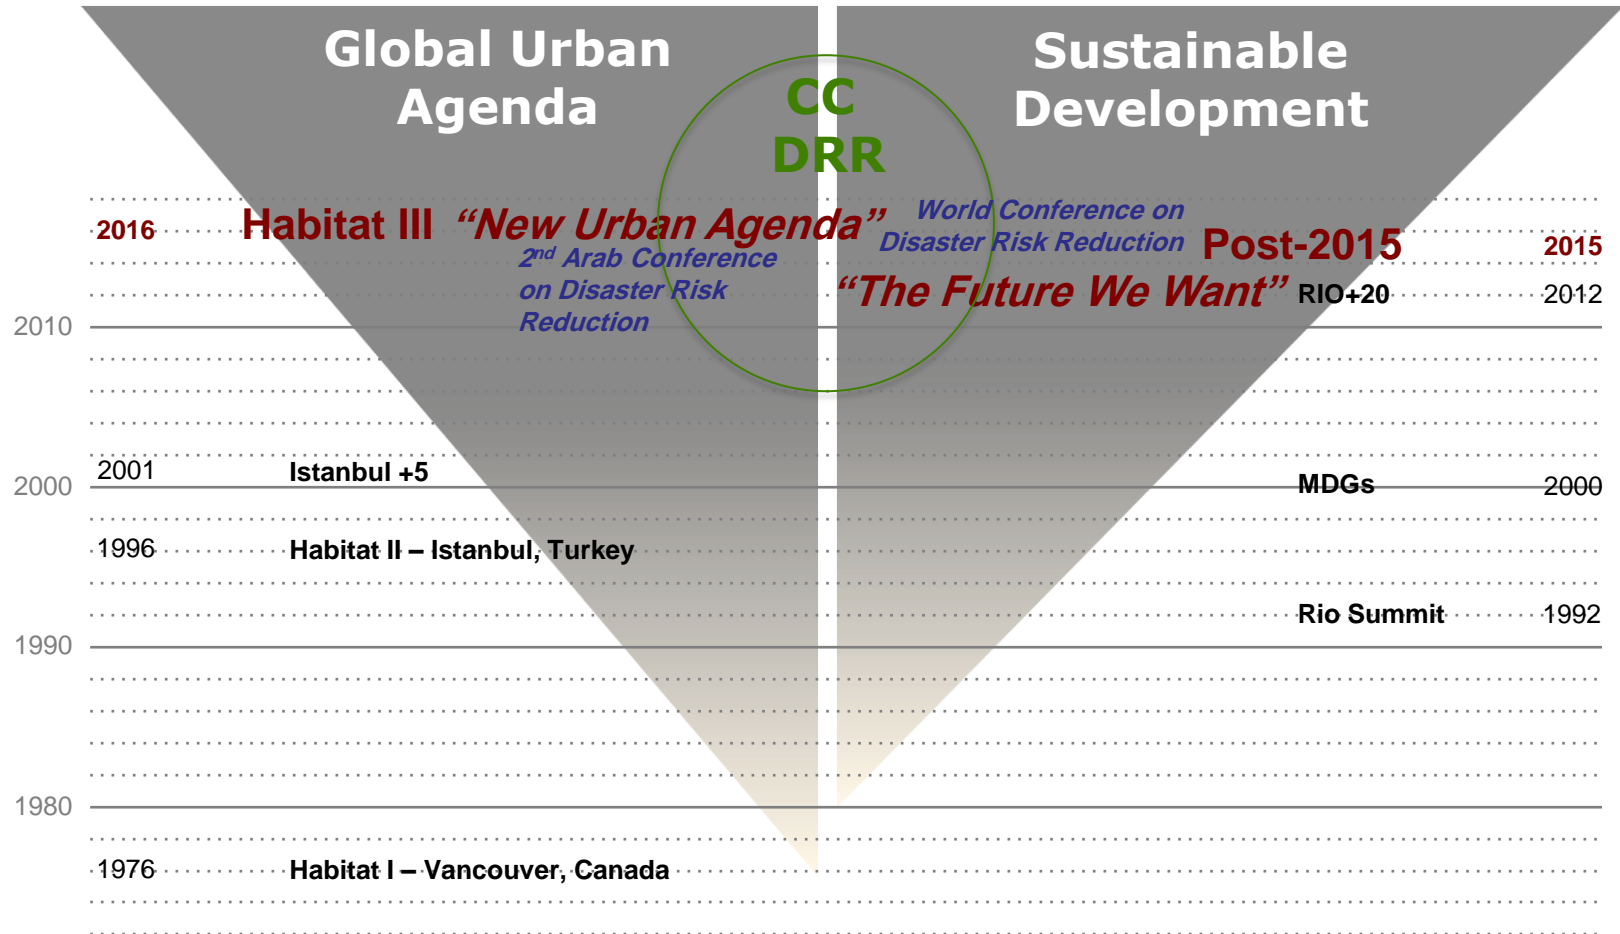 Global Urban
Agenda
Sustainable
Development
CC
DRR
2016
Habitat III “New Urban Agenda”
2nd Arab Conference
on Disaster Risk
Reduction
World Conference on
Disaster Risk Reduction
Post-2015
2015
“The Future We Want”
RIO+20
2012
2010
2001
Istanbul +5
2000
MDGs
2000
1996
Habitat II – Istanbul, Turkey
Rio Summit
1992
1990
1980
1976
Habitat I – Vancouver, Canada